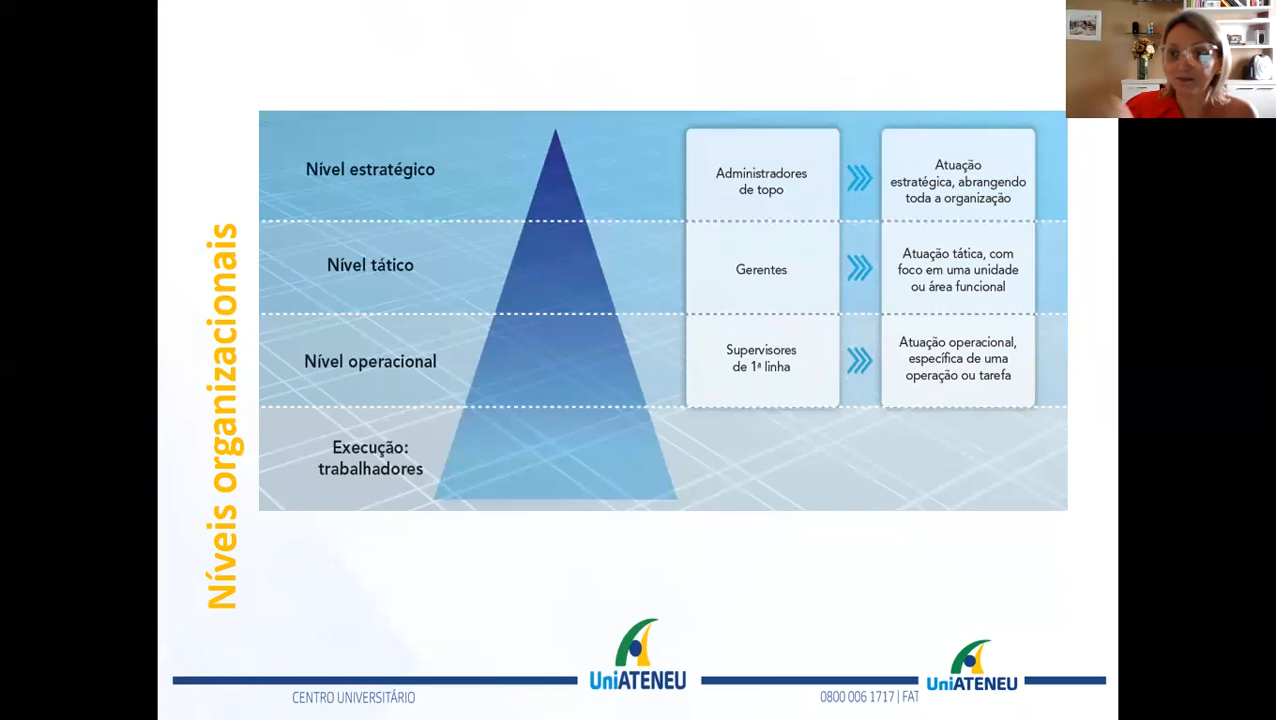 Níveis organizacionais
Nível estratégico
Administradores
de topo
Atuação
estratégica, abrangendo
toda a organização
Nível tático
Gerentes
Atuação tática, com
foco em uma unidade
ou área funcional
Nível operacional
Supervisores
de 1ª linha
Atuação operacional,
específica de uma
operação ou tarefa
Execução:
trabalhadores
UniATENEU
UniATENEU
CENTRO UNIVERSITÁRIO
0800 006 1717 | FAT